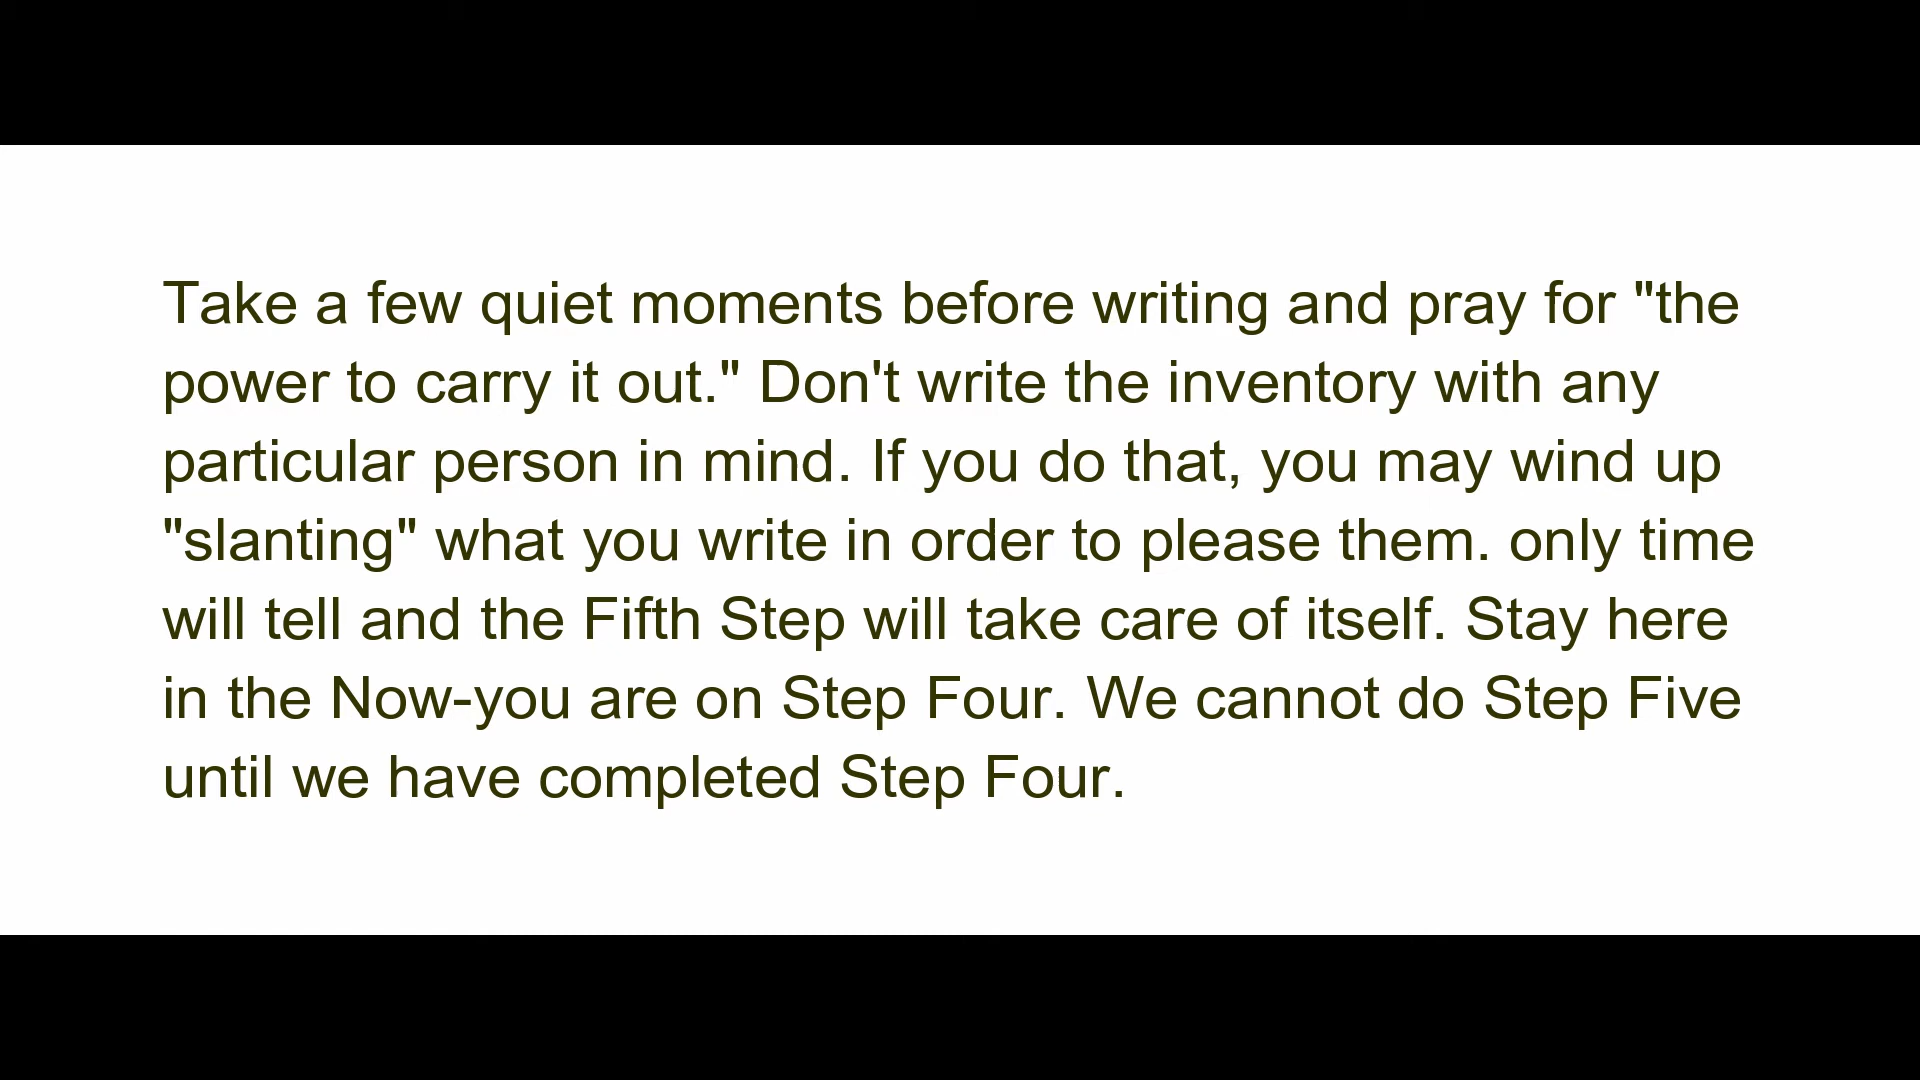 Take a few quiet moments before writing and pray for "the
power to carry it out." Don't write the inventory with any
particular person in mind. If you do that, you may wind up
"slanting" what you write in order to please them. only time
will tell and the Fifth Step will take care of itself. Stay here
in the Now-you are on Step Four. We cannot do Step Five
until we have completed Step Four.